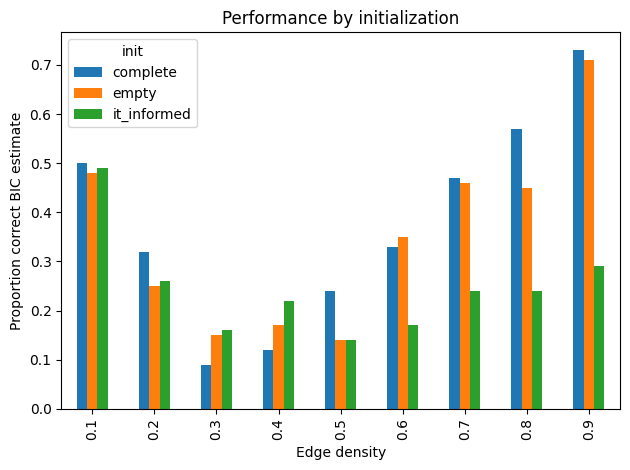 Performance by initialization
init
complete
empty
it_informed
Proportion correct BIC estimate
0.7
0.6
0.5
0.4
0.3
0.2
0.1
0.0
0.1 0.2 0.3 0.4 0.5 0.6 0.7 0.8 0.9
Edge density